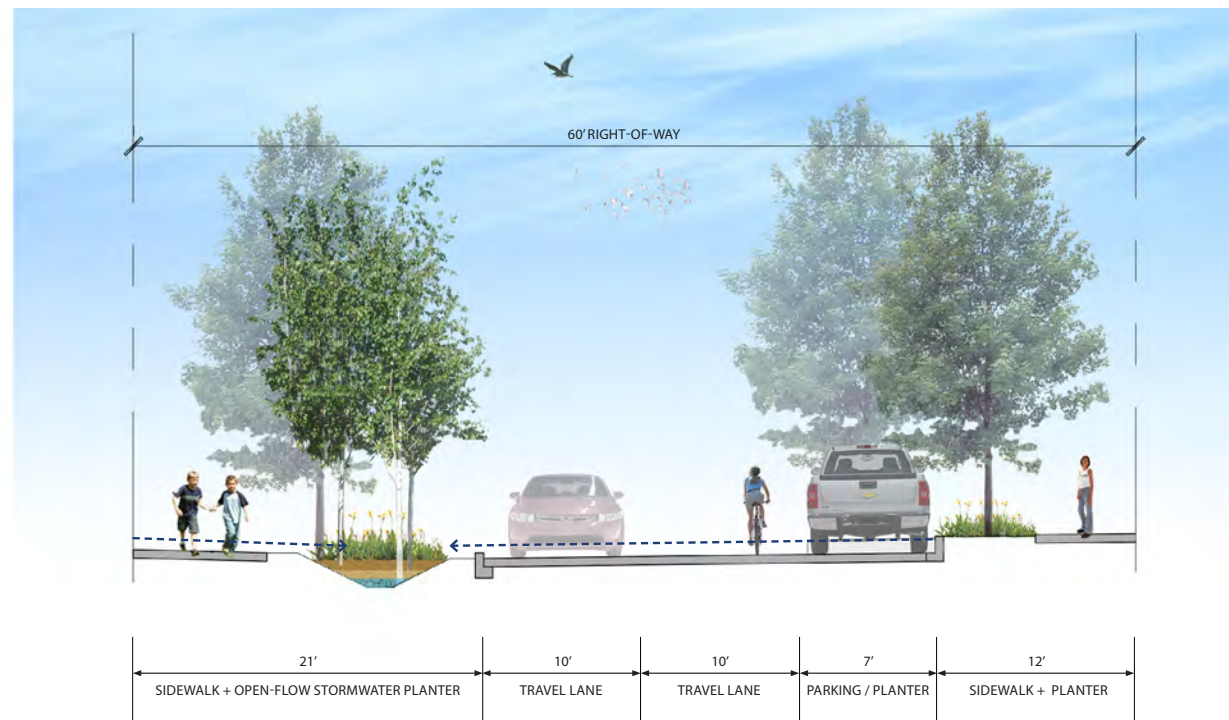 60’ RIGHT-OF-WAY
21’
10’
10’
7’
12’
SIDEWALK + OPEN-FLOW STORMWATER PLANTER
TRAVEL LANE
TRAVEL LANE
PARKING / PLANTER
SIDEWALK + PLANTER